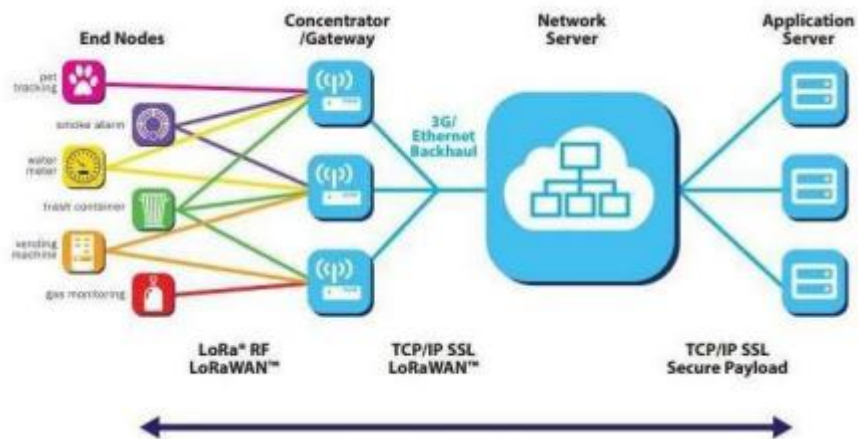 End Nodes
Concentrator
/Gateway
Network
Server
Application
Server
pet
tracking
smoke alarm
water
meter
trash container
vending
machine
gas monitoring
3G/
Ethernet
Backhaul
LoRa® RF
LoRaWAN™
TCP/IP SSL
LoRaWAN™
TCP/IP SSL
Secure Payload